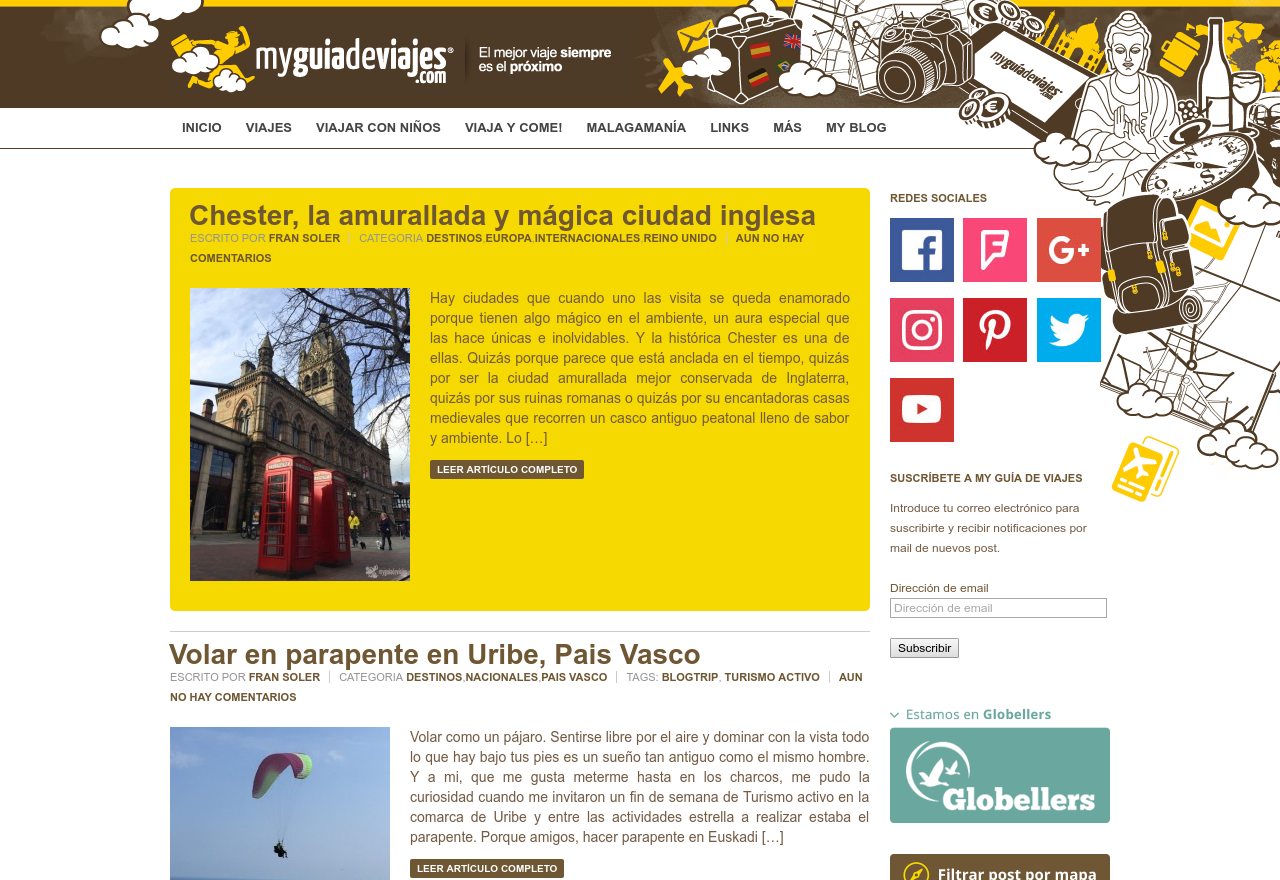 myguiadeviajes®
.com
El mejor viaje siempre
es el próximo
myguiadeviajes
.com
INICIO VIAJES VIAJAR CON NIÑOS VIAJA Y COME! MALAGAMANÍA LINKS MÁS MY BLOG
Chester, la amurallada y mágica ciudad inglesa
ESCRITO POR FRAN SOLER CATEGORIA DESTINOS,EUROPA,INTERNACIONALES,REINO UNIDO | AUN NO HAY
COMENTARIOS
Hay ciudades que cuando uno las visita se queda enamorado
porque tienen algo mágico en el ambiente, un aura especial que
las hace únicas e inolvidables. Y la histórica Chester es una de
ellas. Quizás porque parece que está anclada en el tiempo, quizás
por ser la ciudad amurallada mejor conservada de Inglaterra,
quizás por sus ruinas romanas o quizás por su encantadoras casas
medievales que recorren un casco antiguo peatonal lleno de sabor
y ambiente. Lo […]
LEER ARTÍCULO COMPLETO
myguiadeviajes
Volar en parapente en Uribe, Pais Vasco
ESCRITO POR FRAN SOLER | CATEGORIA DESTINOS,NACIONALES,PAIS VASCO | TAGS: BLOGTRIP, TURISMO ACTIVO | AUN
NO HAY COMENTARIOS
Volar como un pájaro. Sentirse libre por el aire y dominar con la vista todo
lo que hay bajo tus pies es un sueño tan antiguo como el mismo hombre.
Y a mi, que me gusta meterme hasta en los charcos, me pudo la
curiosidad cuando me invitaron un fin de semana de Turismo activo en la
comarca de Uribe y entre las actividades estrella a realizar estaba el
parapente. Porque amigos, hacer parapente en Euskadi […]
LEER ARTÍCULO COMPLETO
REDES SOCIALES
G+
SUSCRÍBETE A MY GUÍA DE VIAJES
Introduce tu correo electrónico para
suscribirte y recibir notificaciones por
mail de nuevos post.
Dirección de email
Dirección de email
Subscribir
Estamos en Globellers
Globellers
Filtrar post por mapa